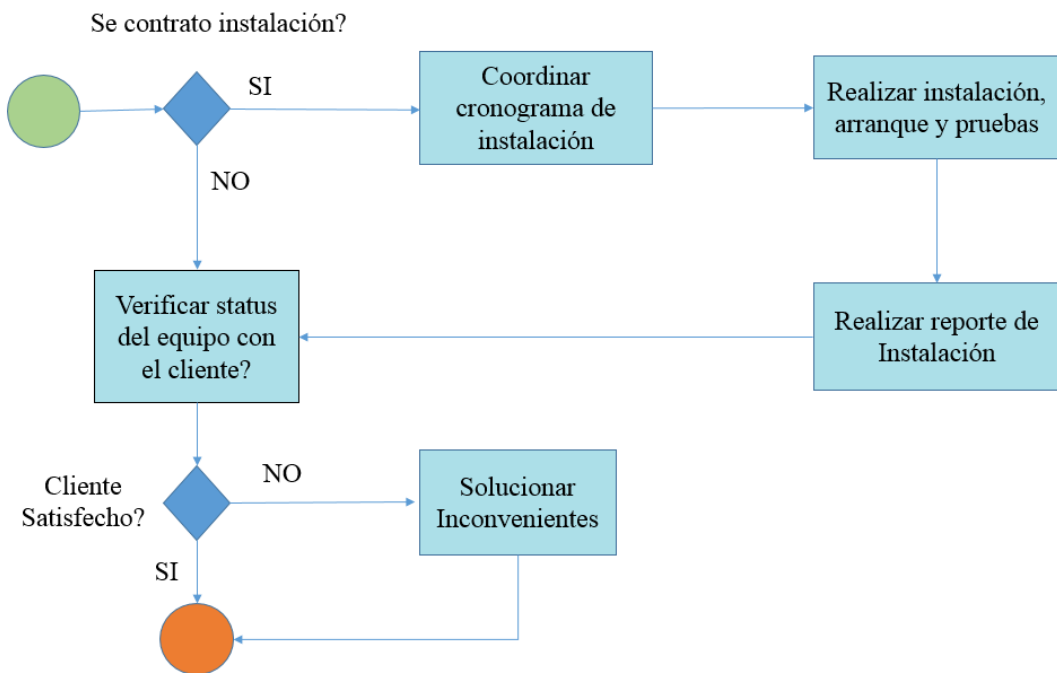 Se contrato instalación?
SI
Coordinar
cronograma de
instalación
Realizar instalación,
arranque y pruebas
NO
Verificar status
del equipo con
el cliente?
Realizar reporte de
Instalación
Cliente
Satisfecho?
NO
Solucionar
Inconvenientes
SI